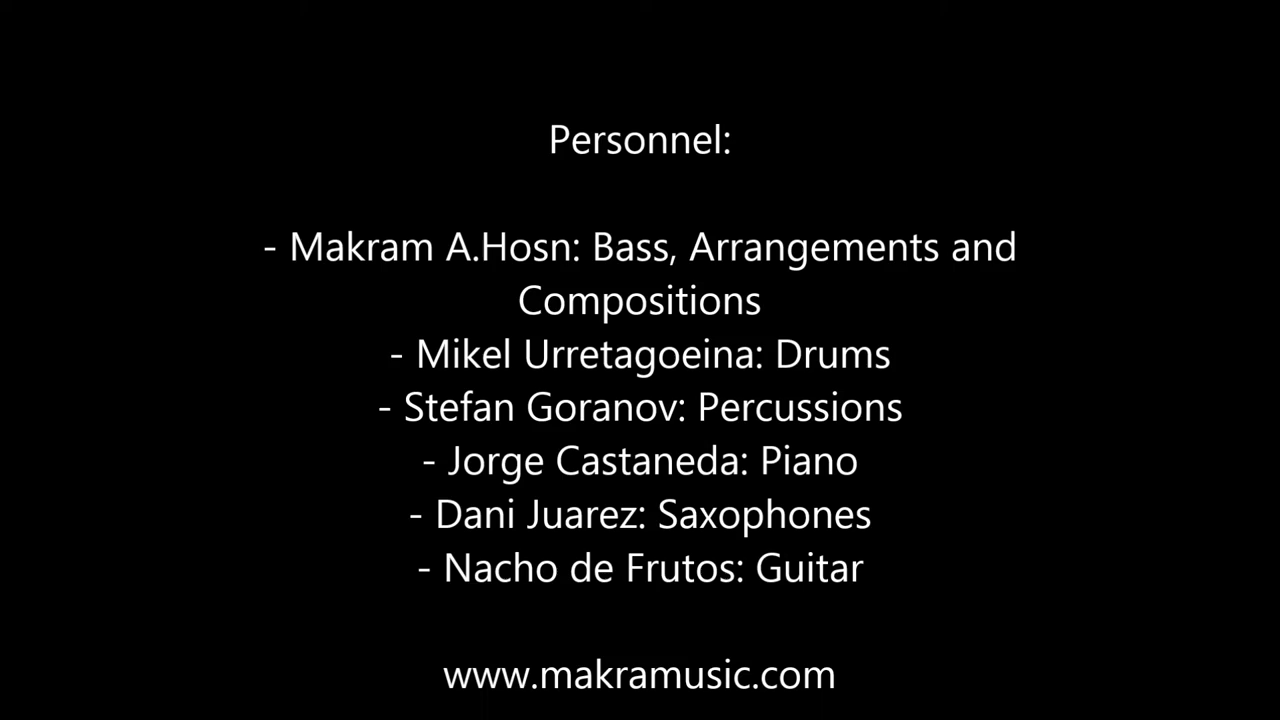 Personnel:
- Makram A.Hosn: Bass, Arrangements and
Compositions
- Mikel Urretagoeina: Drums
- Stefan Goranov: Percussions
- Jorge Castaneda: Piano
- Dani Juarez: Saxophones
- Nacho de Frutos: Guitar
www.makramusic.com